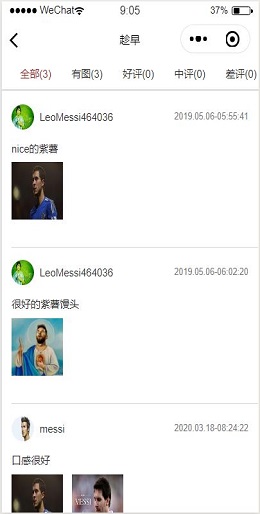 WeChat 9:05 37%
趁早
全部(3) 有图(3) 好评(0) 中评(0) 差评(0)
LeoMessi464036 2019.05.06-05:55:41
nice的紫薯
LeoMessi464036 2019.05.06-06:02:20
很好的紫薯馒头
messi 2020.03.18-08:24:22
口感很好
MESSI